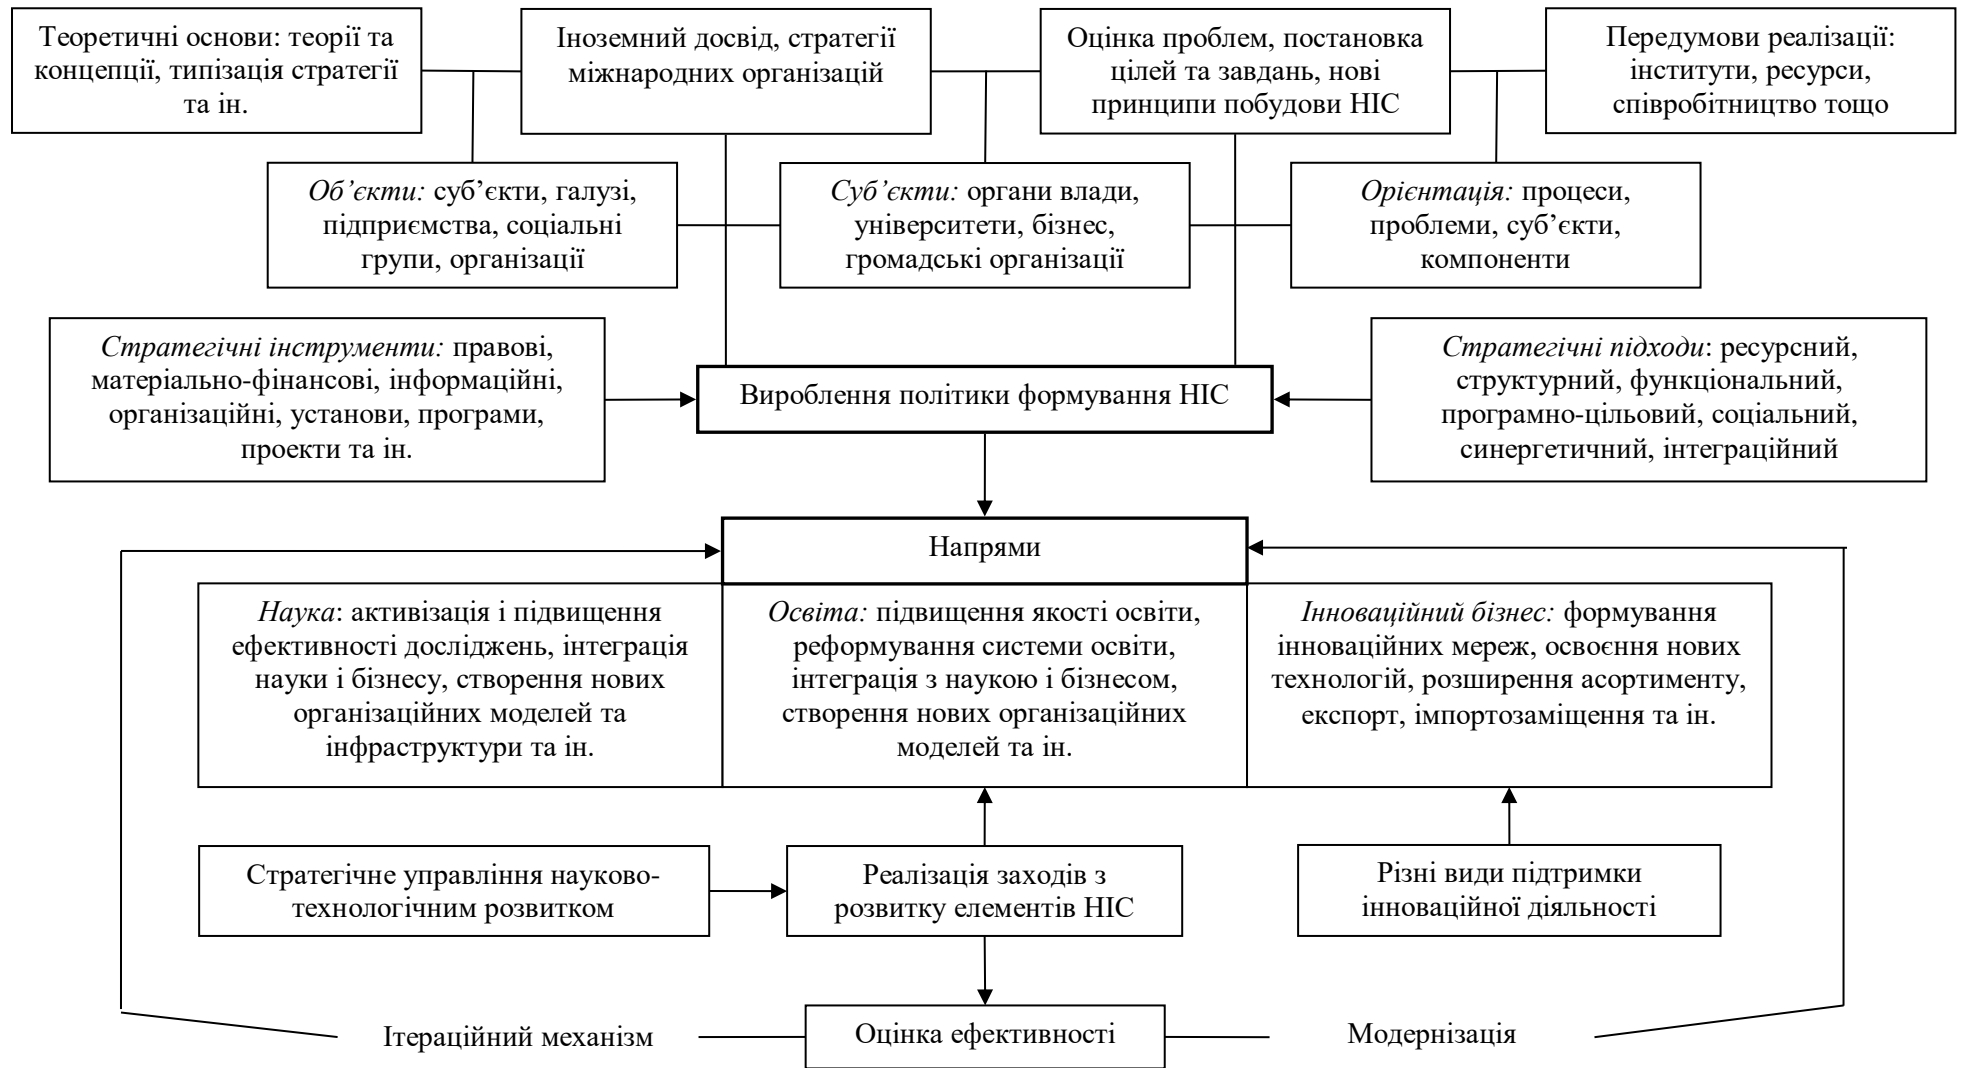 Теоретичні основи: теорії та
концепції, типізація стратегії
та ін.
Іноземний досвід, стратегії
міжнародних організацій
Оцінка проблем, постановка
цілей та завдань, нові
принципи побудови НІС
Передумови реалізації:
інститути, ресурси,
співробітництво тощо
Об’єкти: суб’єкти, галузі,
підприємства, соціальні
групи, організації
Суб’єкти: органи влади,
університети, бізнес,
громадські організації
Орієнтація: процеси,
проблеми, суб’єкти,
компоненти
Стратегічні інструменти: правові,
матеріально-фінансові, інформаційні,
організаційні, установи, програми,
проекти та ін.
Вироблення політики формування НІС
Стратегічні підходи: ресурсний,
структурний, функціональний,
програмно-цільовий, соціальний,
синергетичний, інтеграційний
Напрями
Наука: активізація і підвищення
ефективності досліджень, інтеграція
науки і бізнесу, створення нових
організаційних моделей та
інфраструктури та ін.
Освіта: підвищення якості освіти,
реформування системи освіти,
інтеграція з наукою і бізнесом,
створення нових організаційних
моделей та ін.
Інноваційний бізнес: формування
інноваційних мереж, освоєння нових
технологій, розширення асортименту,
експорт, імпортозаміщення та ін.
Стратегічне управління науково-
технологічним розвитком
Реалізація заходів з
розвитку елементів НІС
Різні види підтримки
інноваційної діяльності
Ітераційний механізм
Оцінка ефективності
Модернізація